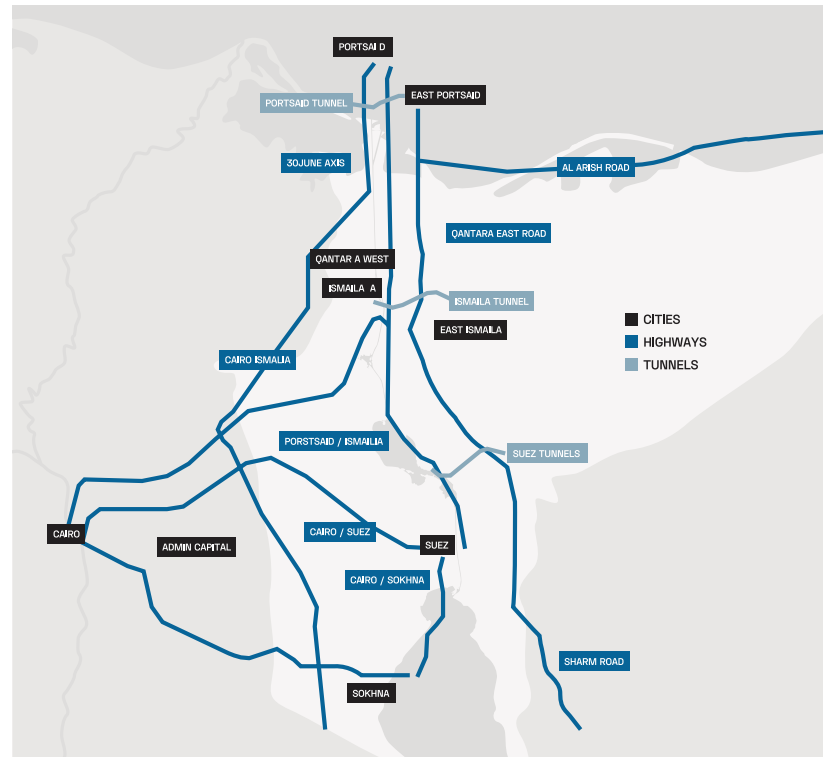 PORTSAI D
EAST PORTSAID
PORTSAID TUNNEL
30JUNE AXIS
AL ARISH ROAD
QANTARA EAST ROAD
QANTAR A WEST
ISMAILA A
ISMAILA TUNNEL
EAST ISMAILA
CITIES
HIGHWAYS
TUNNELS
CAIRO ISMALIA
PORSTSAID / ISMAILIA
SUEZ TUNNELS
CAIRO
ADMIN CAPITAL
CAIRO / SUEZ
SUEZ
CAIRO / SOKHNA
SHARM ROAD
SOKHNA